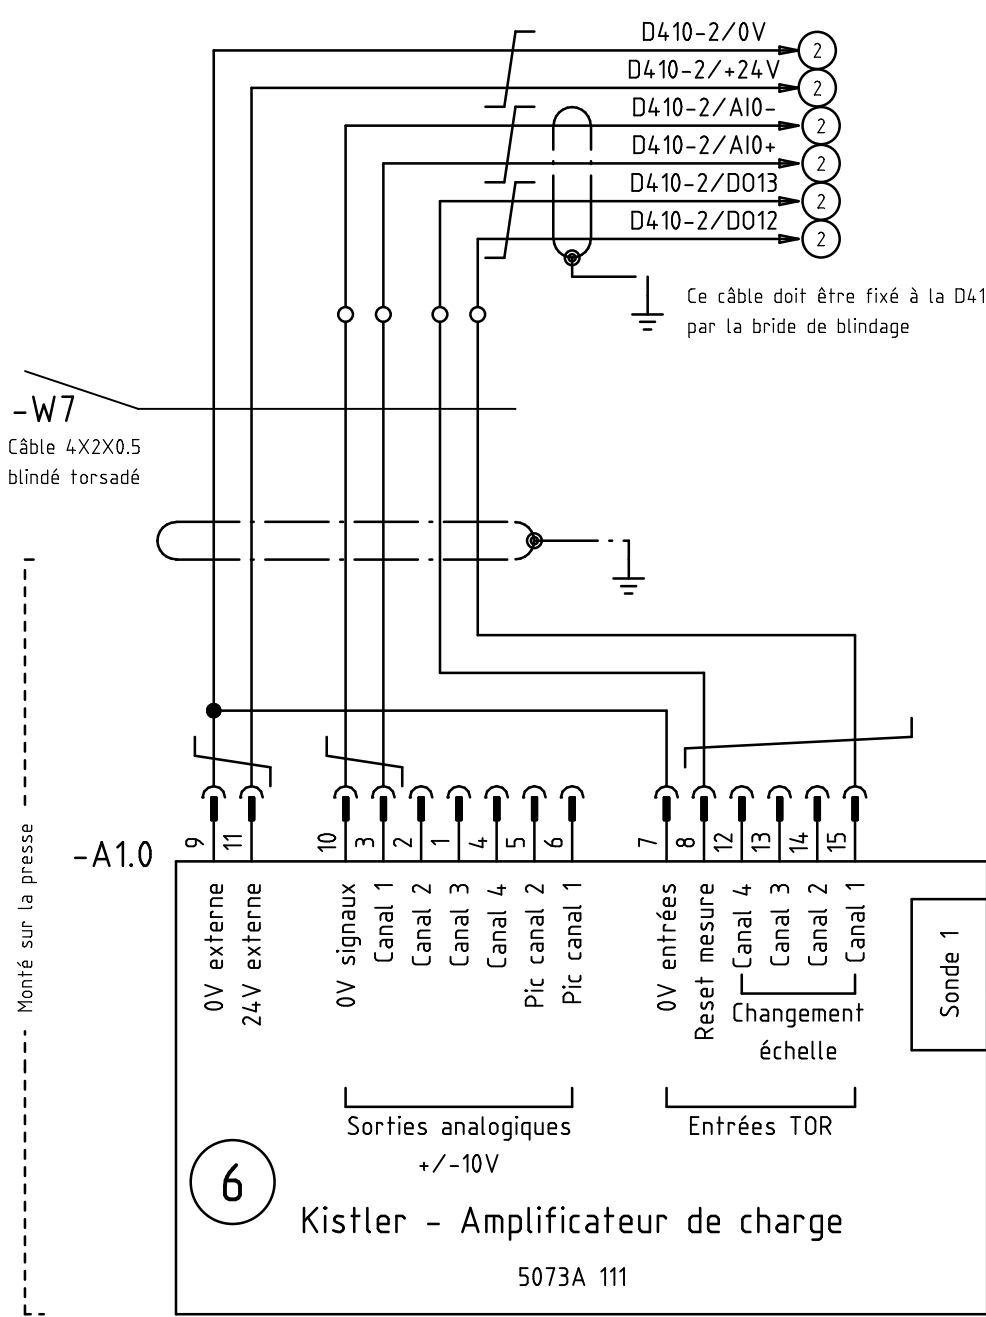 D410-2/0V
2
D410-2/+24V
2
D410-2/AI0-
2
D410-2/AI0+
2
D410-2/DO13
2
D410-2/DO12
2
Ce câble doit être fixé à la D41
par la bride de blindage
-W7
Câble 4X2X0.5
blindé torsadé
Monté sur la presse
-A1.0
9
11
10
3
2
1
4
5
6
7
8
12
13
14
15
0V externe
24V externe
0V signaux
Canal 1
Canal 2
Canal 3
Canal 4
Pic canal 2
Pic canal 1
0V entrées
Reset mesure
Canal 4
Canal 3
Canal 2
Canal 1
Changement
échelle
Sonde 1
Sorties analogiques
+/-10V
Entrées TOR
6
Kistler - Amplificateur de charge
5073A 111